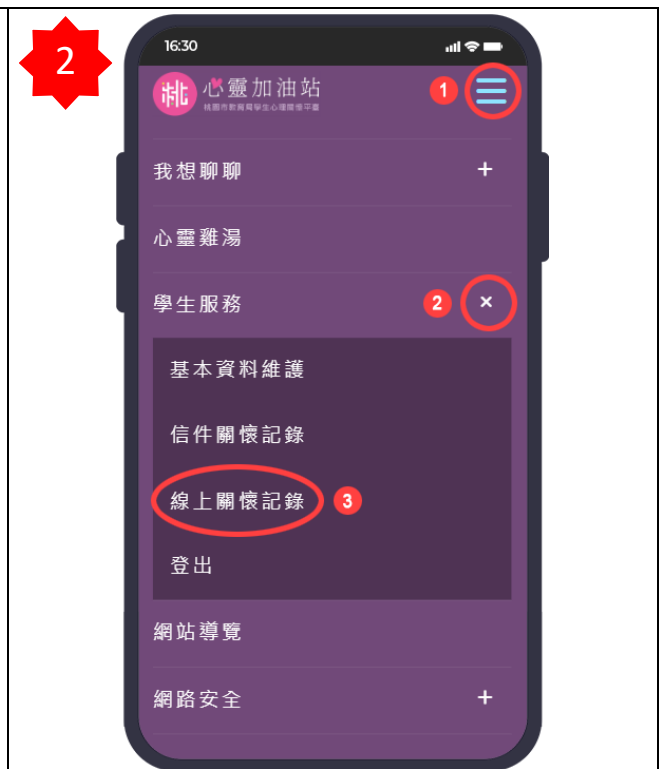 2
16:30
桃 心靈加油站 1
桃園市教育局學生心理關懷平臺
我想聊聊 +
心靈雞湯
學生服務 2 ×
基本資料維護
信件關懷記錄
線上關懷記錄 3
登出
網站導覽
網路安全 +